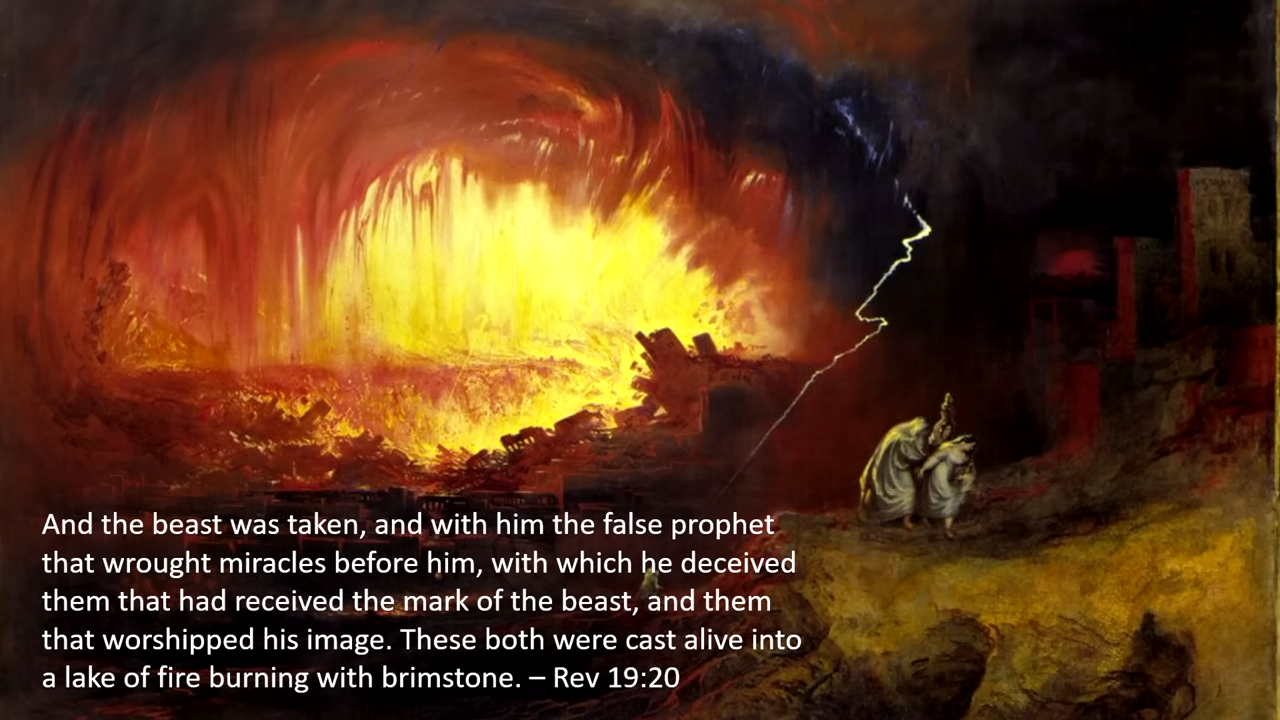 And the beast was taken, and with him the false prophet
that wrought miracles before him, with which he deceived
them that had received the mark of the beast, and them
that worshipped his image. These both were cast alive into
a lake of fire burning with brimstone. – Rev 19:20